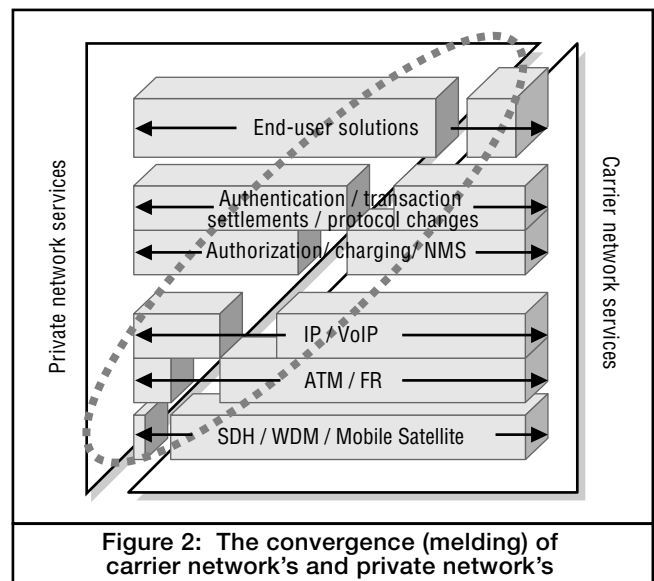 Private network services
End-user solutions
Authentication / transaction
settlements / protocol changes
Authorization/ charging/ NMS
IP / VoIP
ATM / FR
SDH / WDM / Mobile Satellite
Carrier network services
Figure 2: The convergence (melding) of
carrier network's and private network's